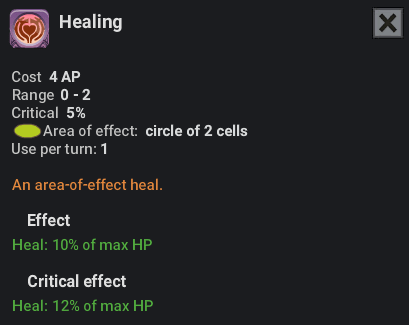 Healing
Cost 4 AP
Range 0 - 2
Critical 5%
Area of effect: circle of 2 cells
Use per turn: 1
An area-of-effect heal.
Effect
Heal: 10% of max HP
Critical effect
Heal: 12% of max HP